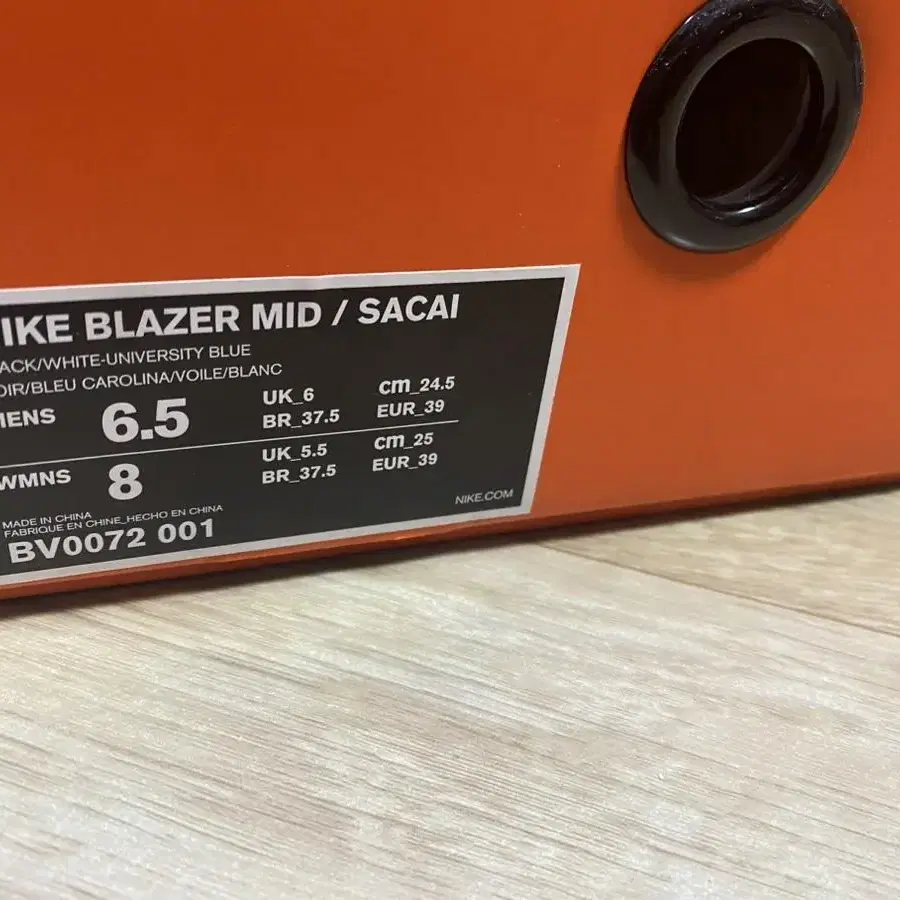 IKE BLAZER MID / SACAI
ACK/WHITE-UNIVERSITY BLUE
OIR/BLEU CAROLINA/VOILE/BLANC
MENS 6.5 UK_6 cm_24.5
BR_37.5 EUR_39
WMNS 8 UK_5.5 cm_25
BR_37.5 EUR_39
MADE IN CHINA
FABRIQUE EN CHINE_HECHO EN CHINA
BV0072 001
NIKE.COM